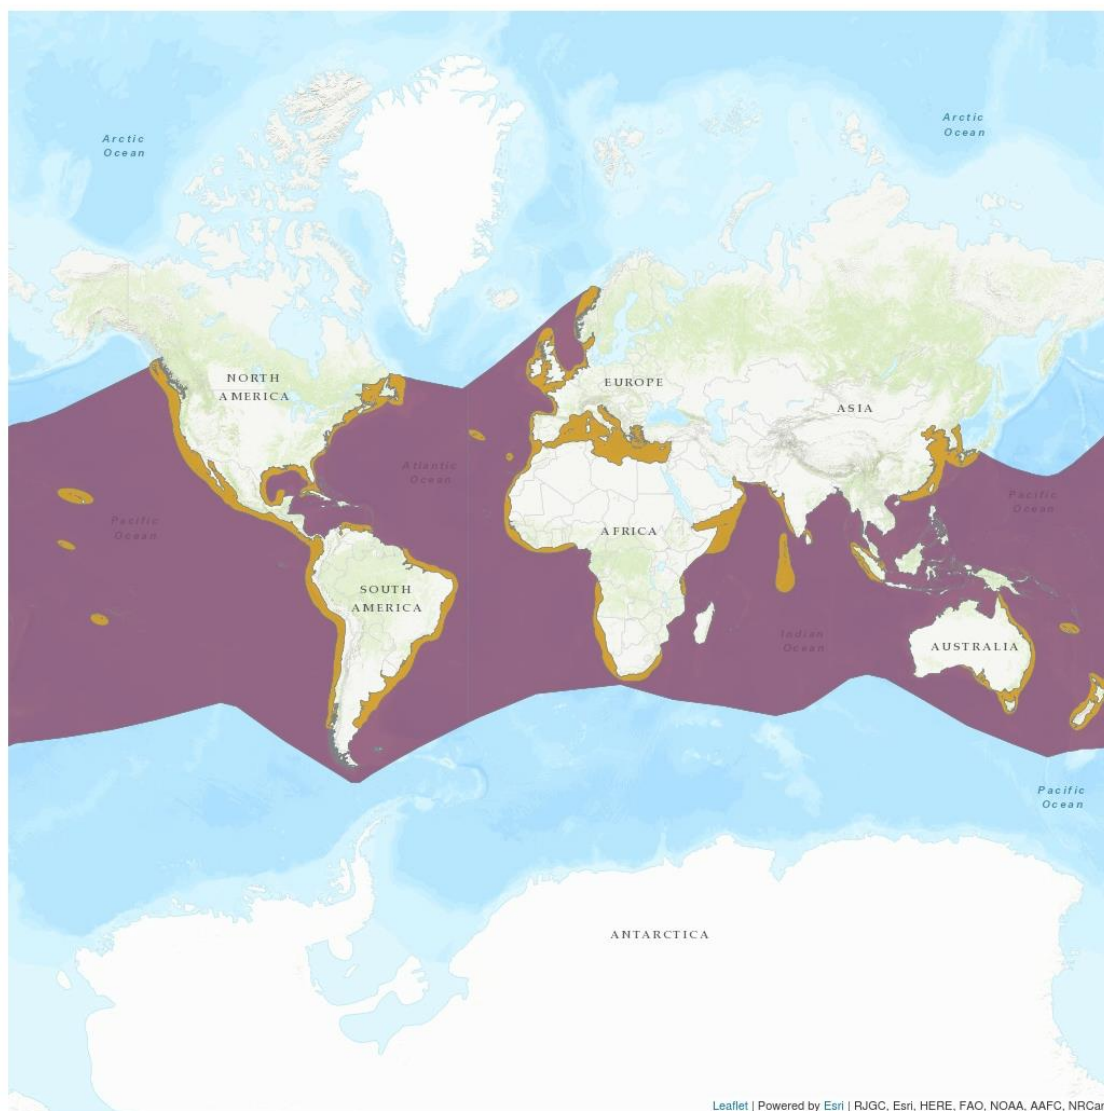 Arctic
Ocean
Arctic
Ocean
NORTH
AMERICA
EUROPE
ASIA
Atlantic
Ocean
Pacific
Ocean
Pacific
Ocean
AFRICA
SOUTH
AMERICA
Indian
Ocean
AUSTRALIA
Pacific
Ocean
ANTARCTICA
Leaflet | Powered by Esri | RJGC, Esri, HERE, FAO, NOAA, AAFC, NRCan